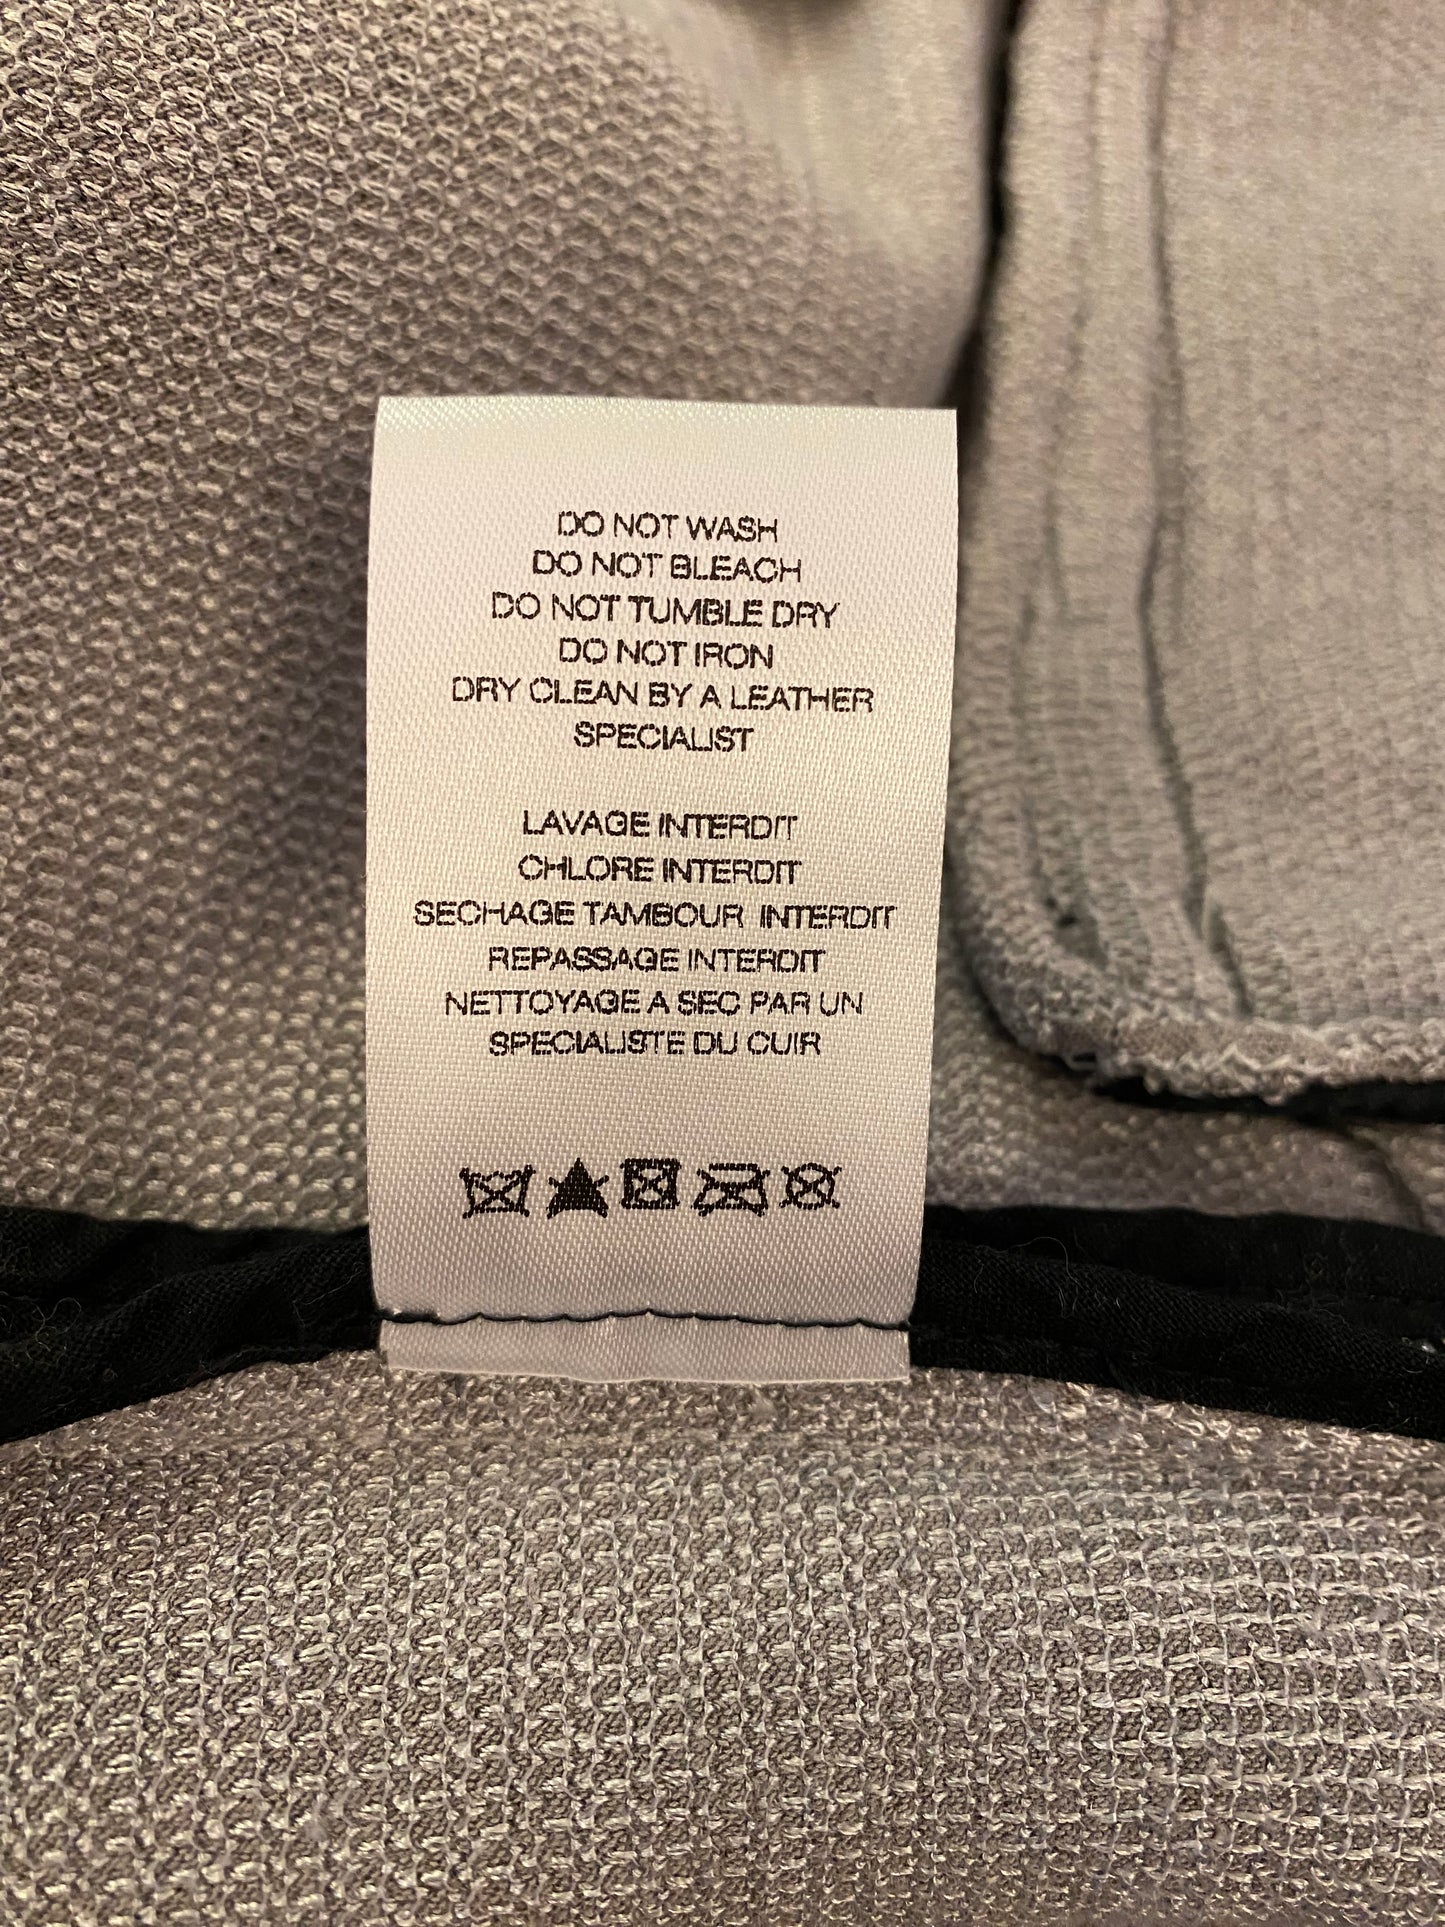 DO NOT WASH
DO NOT BLEACH
DO NOT TUMBLE DRY
DO NOT IRON
DRY CLEAN BY A LEATHER
SPECIALIST
LAVAGE INTERDIT
CHLORE INTERDIT
SECHAGE TAMBOUR INTERDIT
REPASSAGE INTERDIT
NETTOYAGE A SEC PAR UN
SPECIALISTE DU CUIR